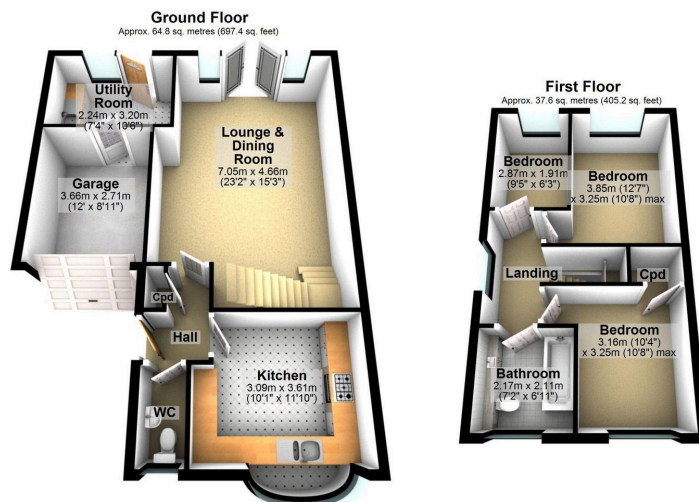 Ground Floor
Approx. 64.8 sq. metres (697.4 sq. feet)
Utility
Room
2.24m x 3.20m
(7'4" x 10'6")
Lounge &
Dining
Room
7.05m x 4.66m
(23'2" x 15'3")
Garage
3.66m x 2.71m
(12' x 8'11")
Cpd
Hall
Kitchen
3.09m x 3.61m
(10'1" x 11'10")
WC
First Floor
Approx. 37.6 sq. metres (405.2 sq. feet)
Bedroom
2.87m x 1.91m
(9'5" x 6'3")
Bedroom
3.85m (12'7")
x 3.25m (10'8") max
Landing
Cpd
Bedroom
3.16m (10'4")
x 3.25m (10'8") max
Bathroom
2.17m x 2.11m
(7'2" x 6'11")